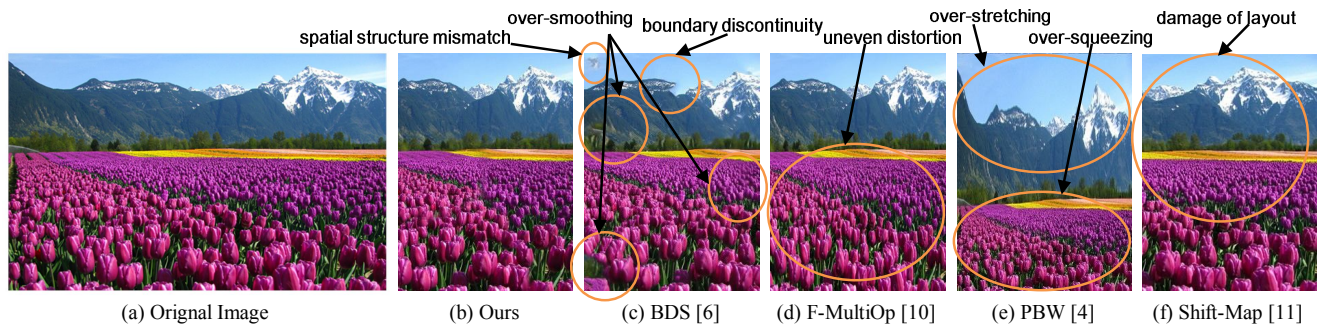 over-smoothing
boundary discontinuity
over-stretching
damage of layout
spatial structure mismatch
uneven distortion
over-squeezing
(a) Orignal Image
(b) Ours
(c) BDS [6]
(d) F-MultiOp [10]
(e) PBW [4]
(f) Shift-Map [11]